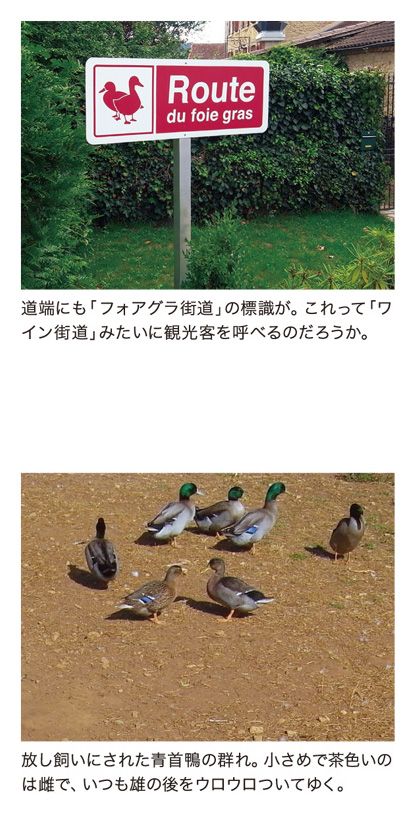 Route
du foie gras
道端にも「フォアグラ街道」の標識が。これって「ワ
イン街道」みたいに観光客を呼べるのだろうか。
放し飼いにされた青首鴨の群れ。小さめで茶色いの
は雌で、いつも雄の後をウロウロついてゆく。